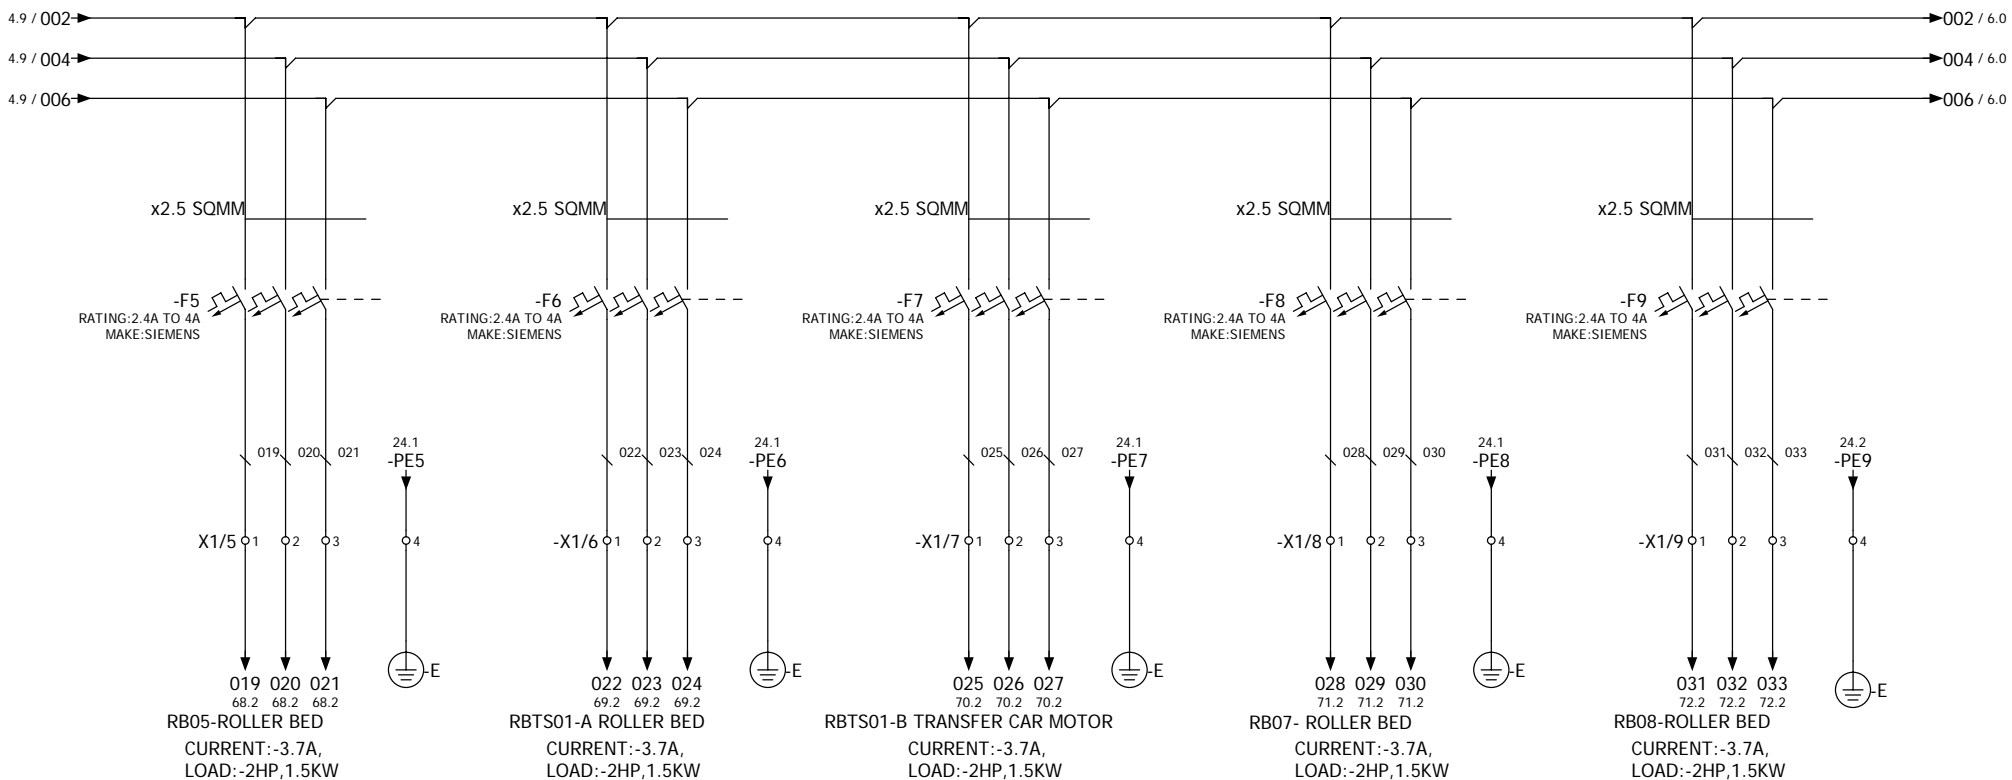 4.9 / 002 002 / 6.0
4.9 / 004 004 / 6.0
4.9 / 006 006 / 6.0
x2.5 SQMM x2.5 SQMM x2.5 SQMM x2.5 SQMM x2.5 SQMM
-F5 -F6 -F7 -F8 -F9
RATING:2.4A TO 4A RATING:2.4A TO 4A RATING:2.4A TO 4A RATING:2.4A TO 4A RATING:2.4A TO 4A
MAKE:SIEMENS MAKE:SIEMENS MAKE:SIEMENS MAKE:SIEMENS MAKE:SIEMENS
24.1 24.1 24.1 24.1 24.2
019 020 021 -PE5 022 023 024 -PE6 025 026 027 -PE7 028 029 030 -PE8 031 032 033 -PE9
X1/5 1 2 3 4 -X1/6 1 2 3 4 -X1/7 1 2 3 4 -X1/8 1 2 3 4 -X1/9 1 2 3 4
-E -E -E -E -E
019 020 021 022 023 024 025 026 027 028 029 030 031 032 033
68.2 68.2 68.2 69.2 69.2 69.2 70.2 70.2 70.2 71.2 71.2 71.2 72.2 72.2 72.2
RB05-ROLLER BED RBTS01-A ROLLER BED RBTS01-B TRANSFER CAR MOTOR RB07- ROLLER BED RB08-ROLLER BED
CURRENT:-3.7A, CURRENT:-3.7A, CURRENT:-3.7A, CURRENT:-3.7A, CURRENT:-3.7A,
LOAD:-2HP,1.5KW LOAD:-2HP,1.5KW LOAD:-2HP,1.5KW LOAD:-2HP,1.5KW LOAD:-2HP,1.5KW